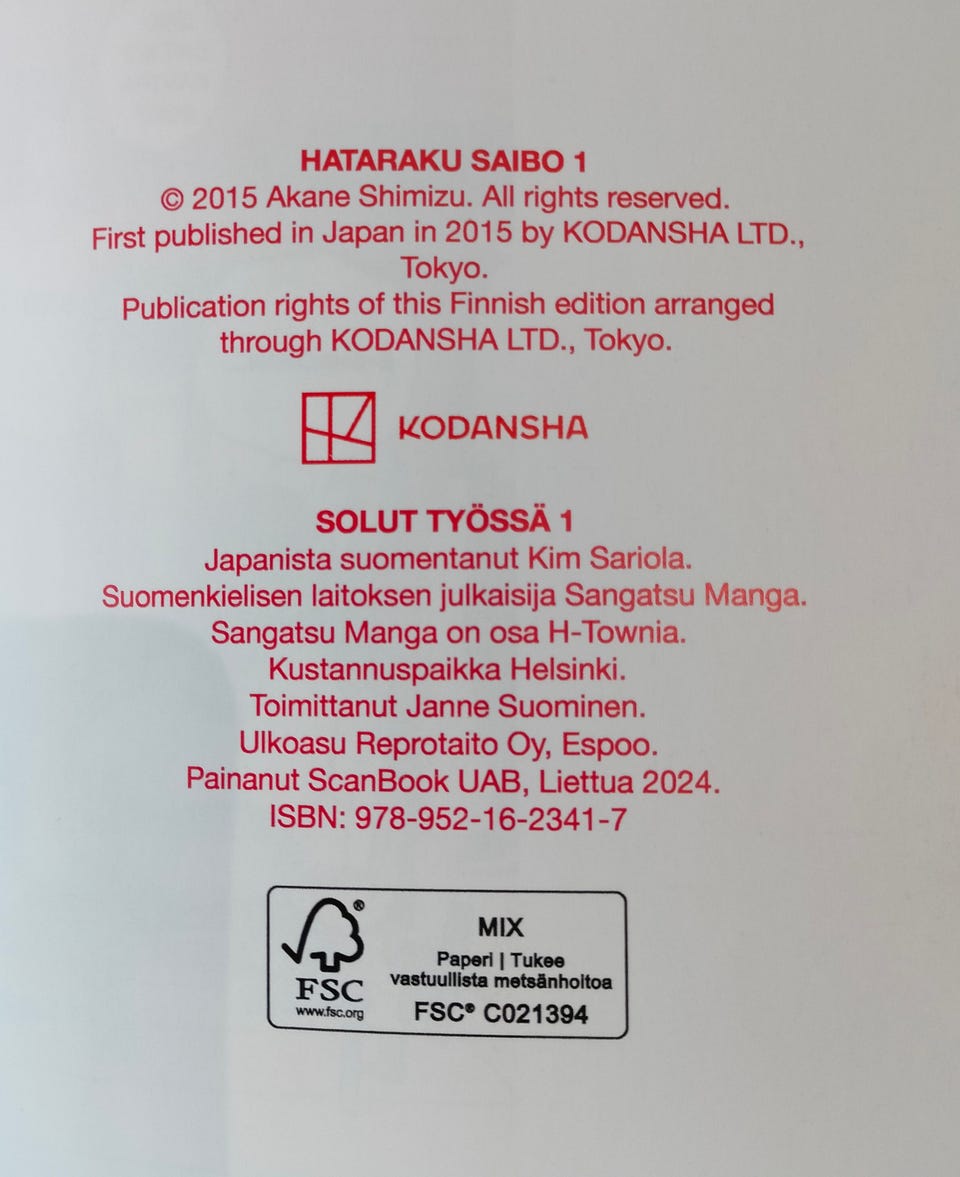 HATARAKU SAIBO 1
© 2015 Akane Shimizu. All rights reserved.
First published in Japan in 2015 by KODANSHA LTD.,
Tokyo.
Publication rights of this Finnish edition arranged
through KODANSHA LTD., Tokyo.
KODANSHA
SOLUT TYÖSSÄ 1
Japanista suomentanut Kim Sariola.
Suomenkielisen laitoksen julkaisija Sangatsu Manga.
Sangatsu Manga on osa H-Townia.
Kustannuspaikka Helsinki.
Toimittanut Janne Suominen.
Ulkoasu Reprotaito Oy, Espoo.
Painanut ScanBook UAB, Liettua 2024.
ISBN: 978-952-16-2341-7
®
FSC
www.fsc.org
MIX
Paperi | Tukee
vastuullista metsänhoitoa
FSC® C021394